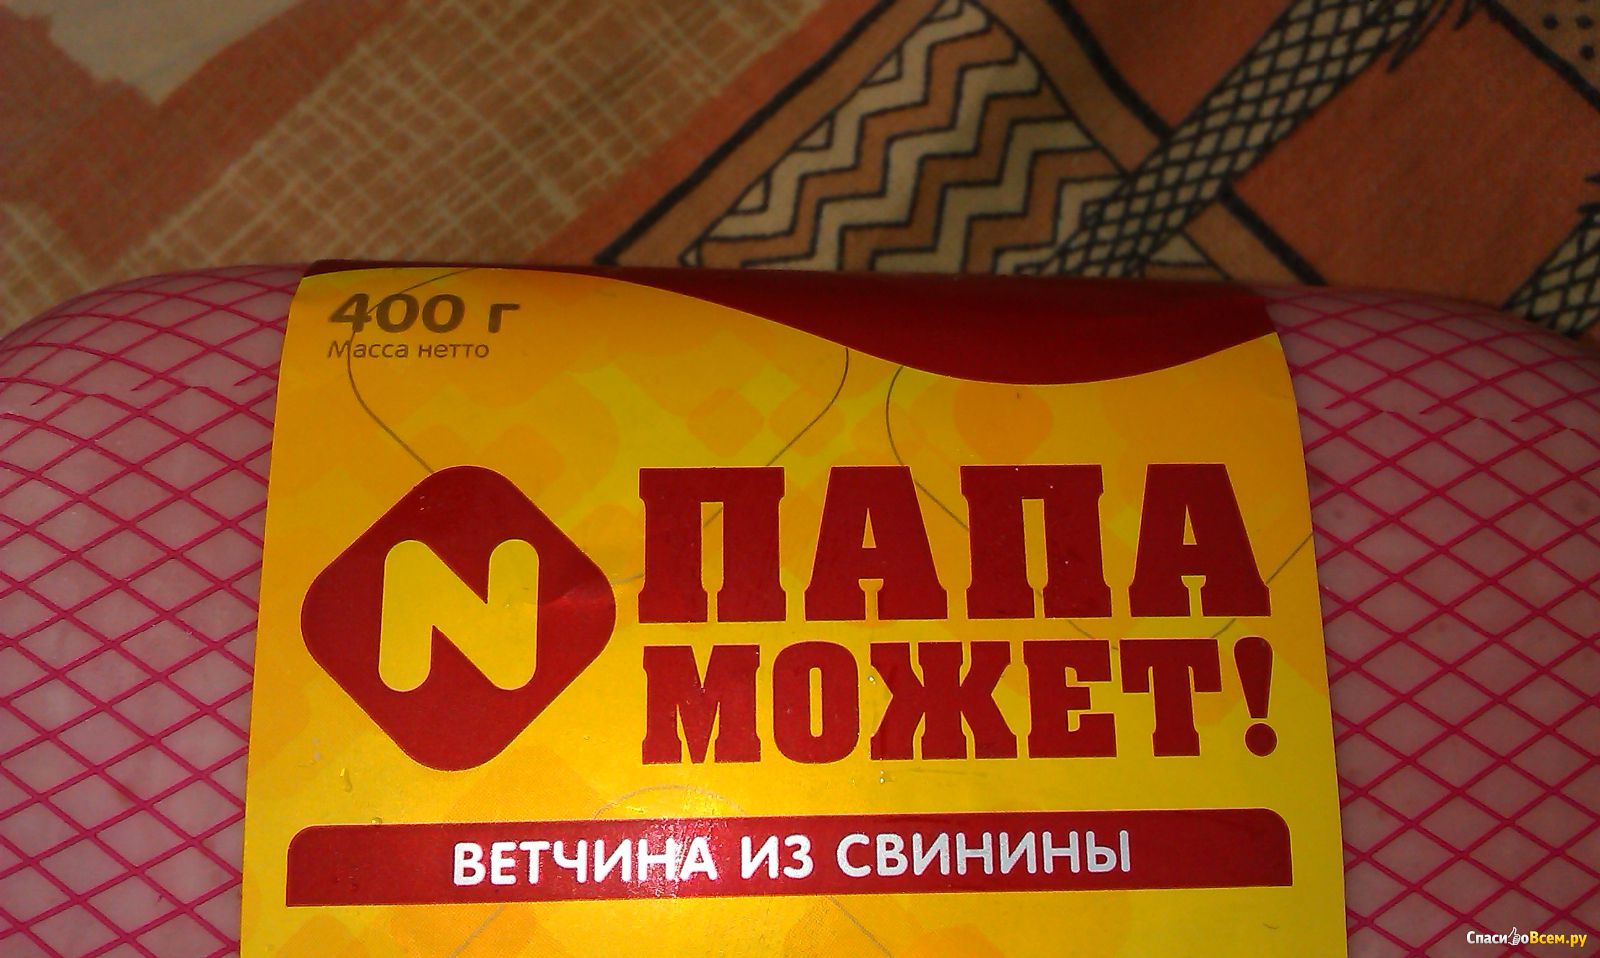 400 г
Масса нетто
N
ПАПА
МОЖЕТ!
ВЕТЧИНА ИЗ СВИНИНЫ
СпасибоВсем.ру